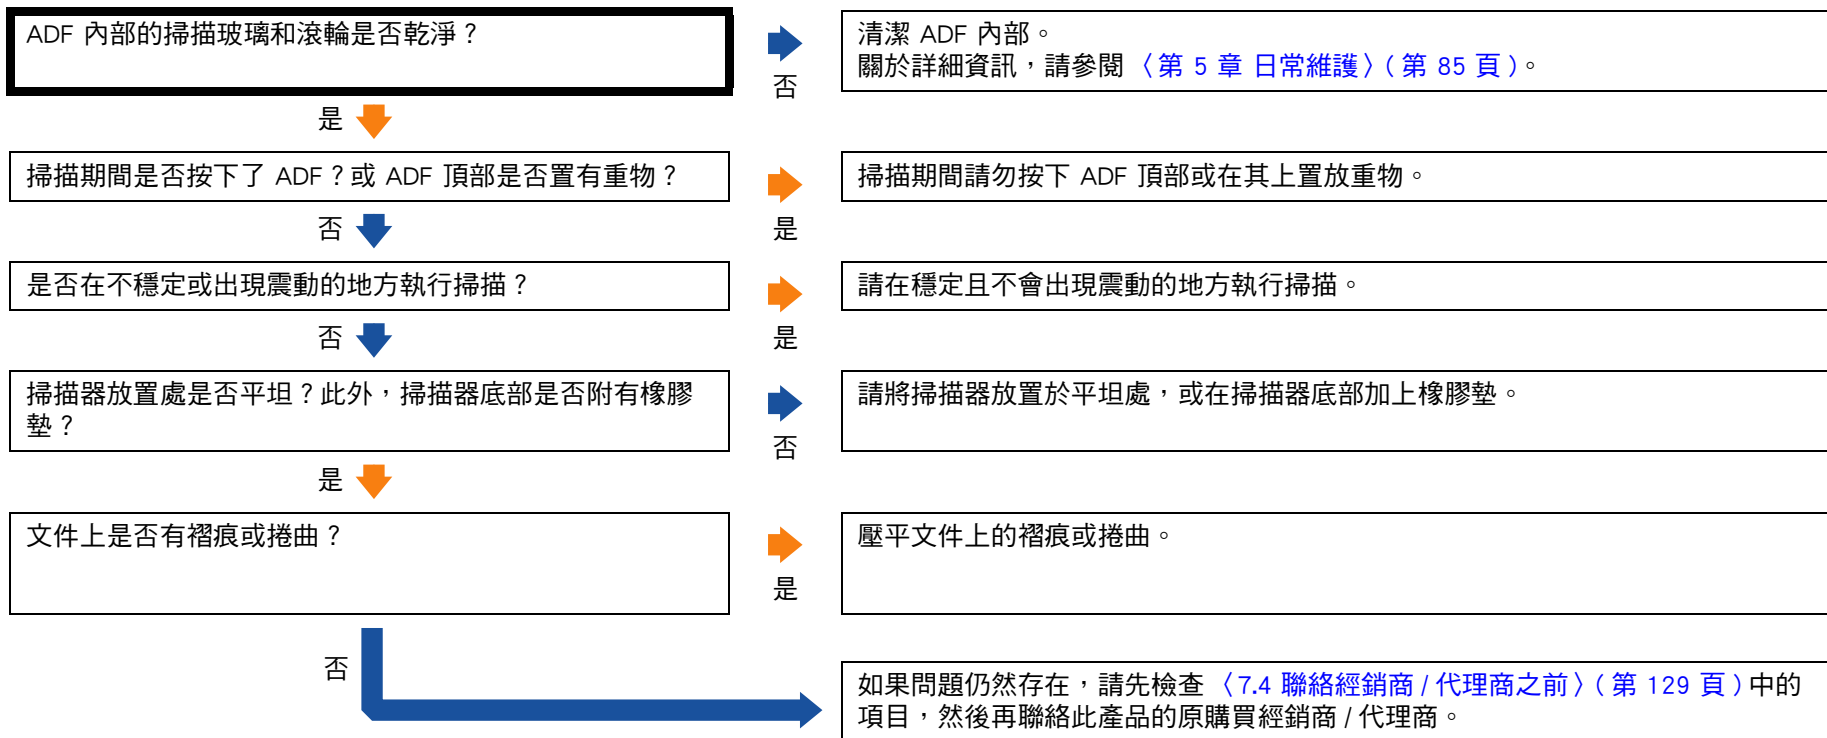 ADF 內部的掃描玻璃和滾輪是否乾淨？
否
清潔 ADF 內部。
關於詳細資訊，請參閱〈第 5 章 日常維護〉( 第 85 頁 )。
是
掃描期間是否按下了 ADF？或 ADF 頂部是否置有重物？
是
掃描期間請勿按下 ADF 頂部或在其上置放重物。
否
是否在不穩定或出現震動的地方執行掃描？
是
請在穩定且不會出現震動的地方執行掃描。
否
掃描器放置處是否平坦？此外，掃描器底部是否附有橡膠
墊？
否
請將掃描器放置於平坦處，或在掃描器底部加上橡膠墊。
是
文件上是否有褶痕或捲曲？
是
壓平文件上的褶痕或捲曲。
否
如果問題仍然存在，請先檢查〈7.4 聯絡經銷商 / 代理商之前〉( 第 129 頁 ) 中的
項目，然後再聯絡此產品的原購買經銷商 / 代理商。